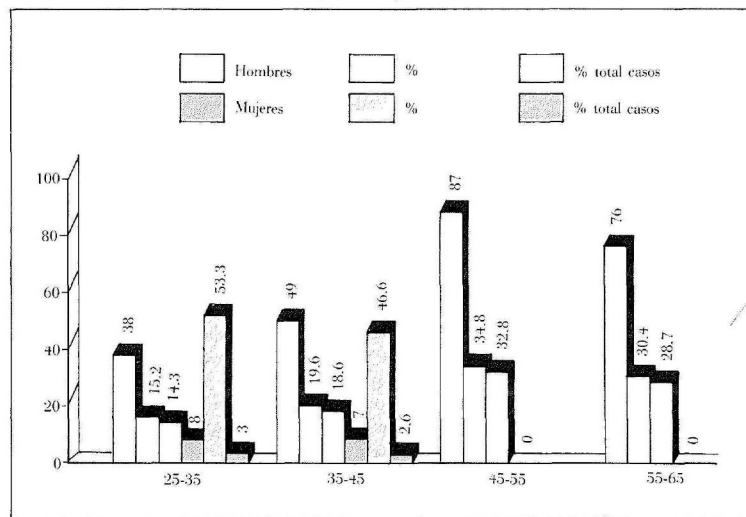 Hombres % % total casos
Mujeres % % total casos
100
80
60
40
20
0
38 15.2 14.3 8 53.3 3
49 19.6 18.6 7 46.6 2.6
87 34.8 32.8 0
76 30.4 28.7 0
25-35 35-45 45-55 55-65